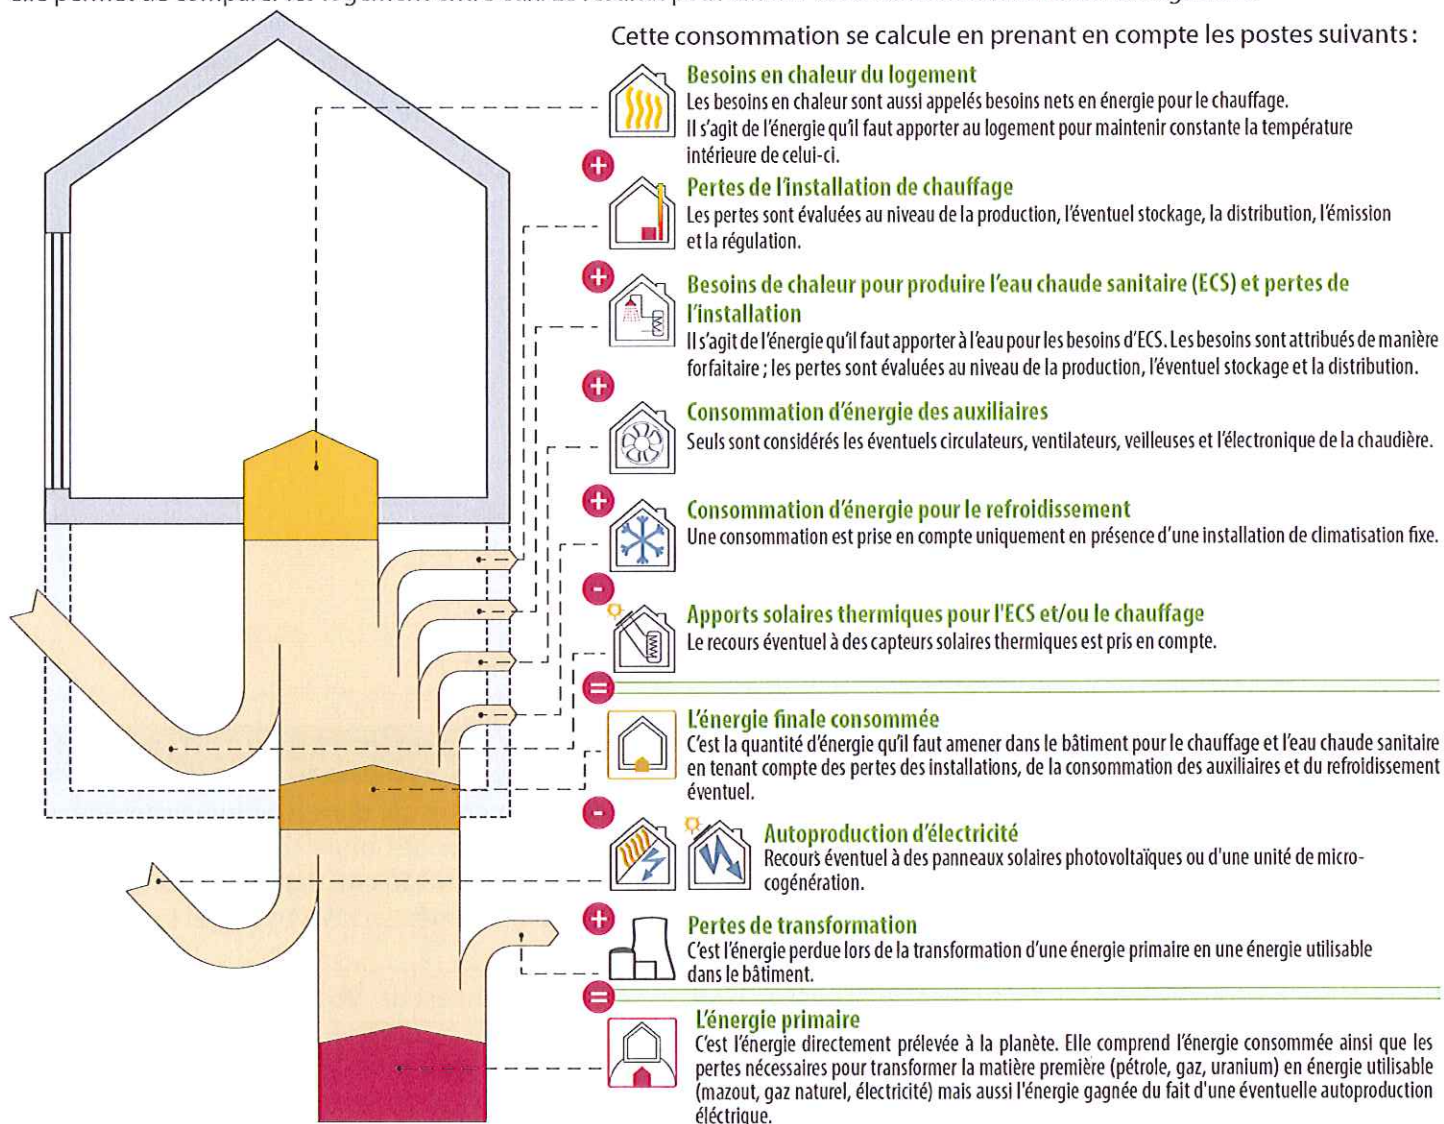 Cette consommation se calcule en prenant en compte les postes suivants :
Besoins en chaleur du logement
Les besoins en chaleur sont aussi appelés besoins nets en énergie pour le chauffage.
Il s'agit de l'énergie qu'il faut apporter au logement pour maintenir constante la température
intérieure de celui-ci.
+
Pertes de l'installation de chauffage
Les pertes sont évaluées au niveau de la production, l'éventuel stockage, la distribution, l'émission
et la régulation.
+
Besoins de chaleur pour produire l'eau chaude sanitaire (ECS) et pertes de
l'installation
Il s'agit de l'énergie qu'il faut apporter à l'eau pour les besoins d'ECS. Les besoins sont attribués de manière
forfaitaire ; les pertes sont évaluées au niveau de la production, l'éventuel stockage et la distribution.
+
Consommation d'énergie des auxiliaires
Seuls sont considérés les éventuels circulateurs, ventilateurs, veilleuses et l'électronique de la chaudière.
+
Consommation d'énergie pour le refroidissement
Une consommation est prise en compte uniquement en présence d'une installation de climatisation fixe.
-
Apports solaires thermiques pour l'ECS et/ou le chauffage
Le recours éventuel à des capteurs solaires thermiques est pris en compte.
=
L'énergie finale consommée
C'est la quantité d'énergie qu'il faut amener dans le bâtiment pour le chauffage et l'eau chaude sanitaire
en tenant compte des pertes des installations, de la consommation des auxiliaires et du refroidissement
éventuel.
-
Autoproduction d'électricité
Recours éventuel à des panneaux solaires photovoltaïques ou d'une unité de micro-
cogénération.
+
Pertes de transformation
C'est l'énergie perdue lors de la transformation d'une énergie primaire en une énergie utilisable
dans le bâtiment.
=
L'énergie primaire
C'est l'énergie directement prélevée à la planète. Elle comprend l'énergie consommée ainsi que les
pertes nécessaires pour transformer la matière première (pétrole, gaz, uranium) en énergie utilisable
(mazout, gaz naturel, électricité) mais aussi l'énergie gagnée du fait d'une éventuelle autoproduction
éléctrique.